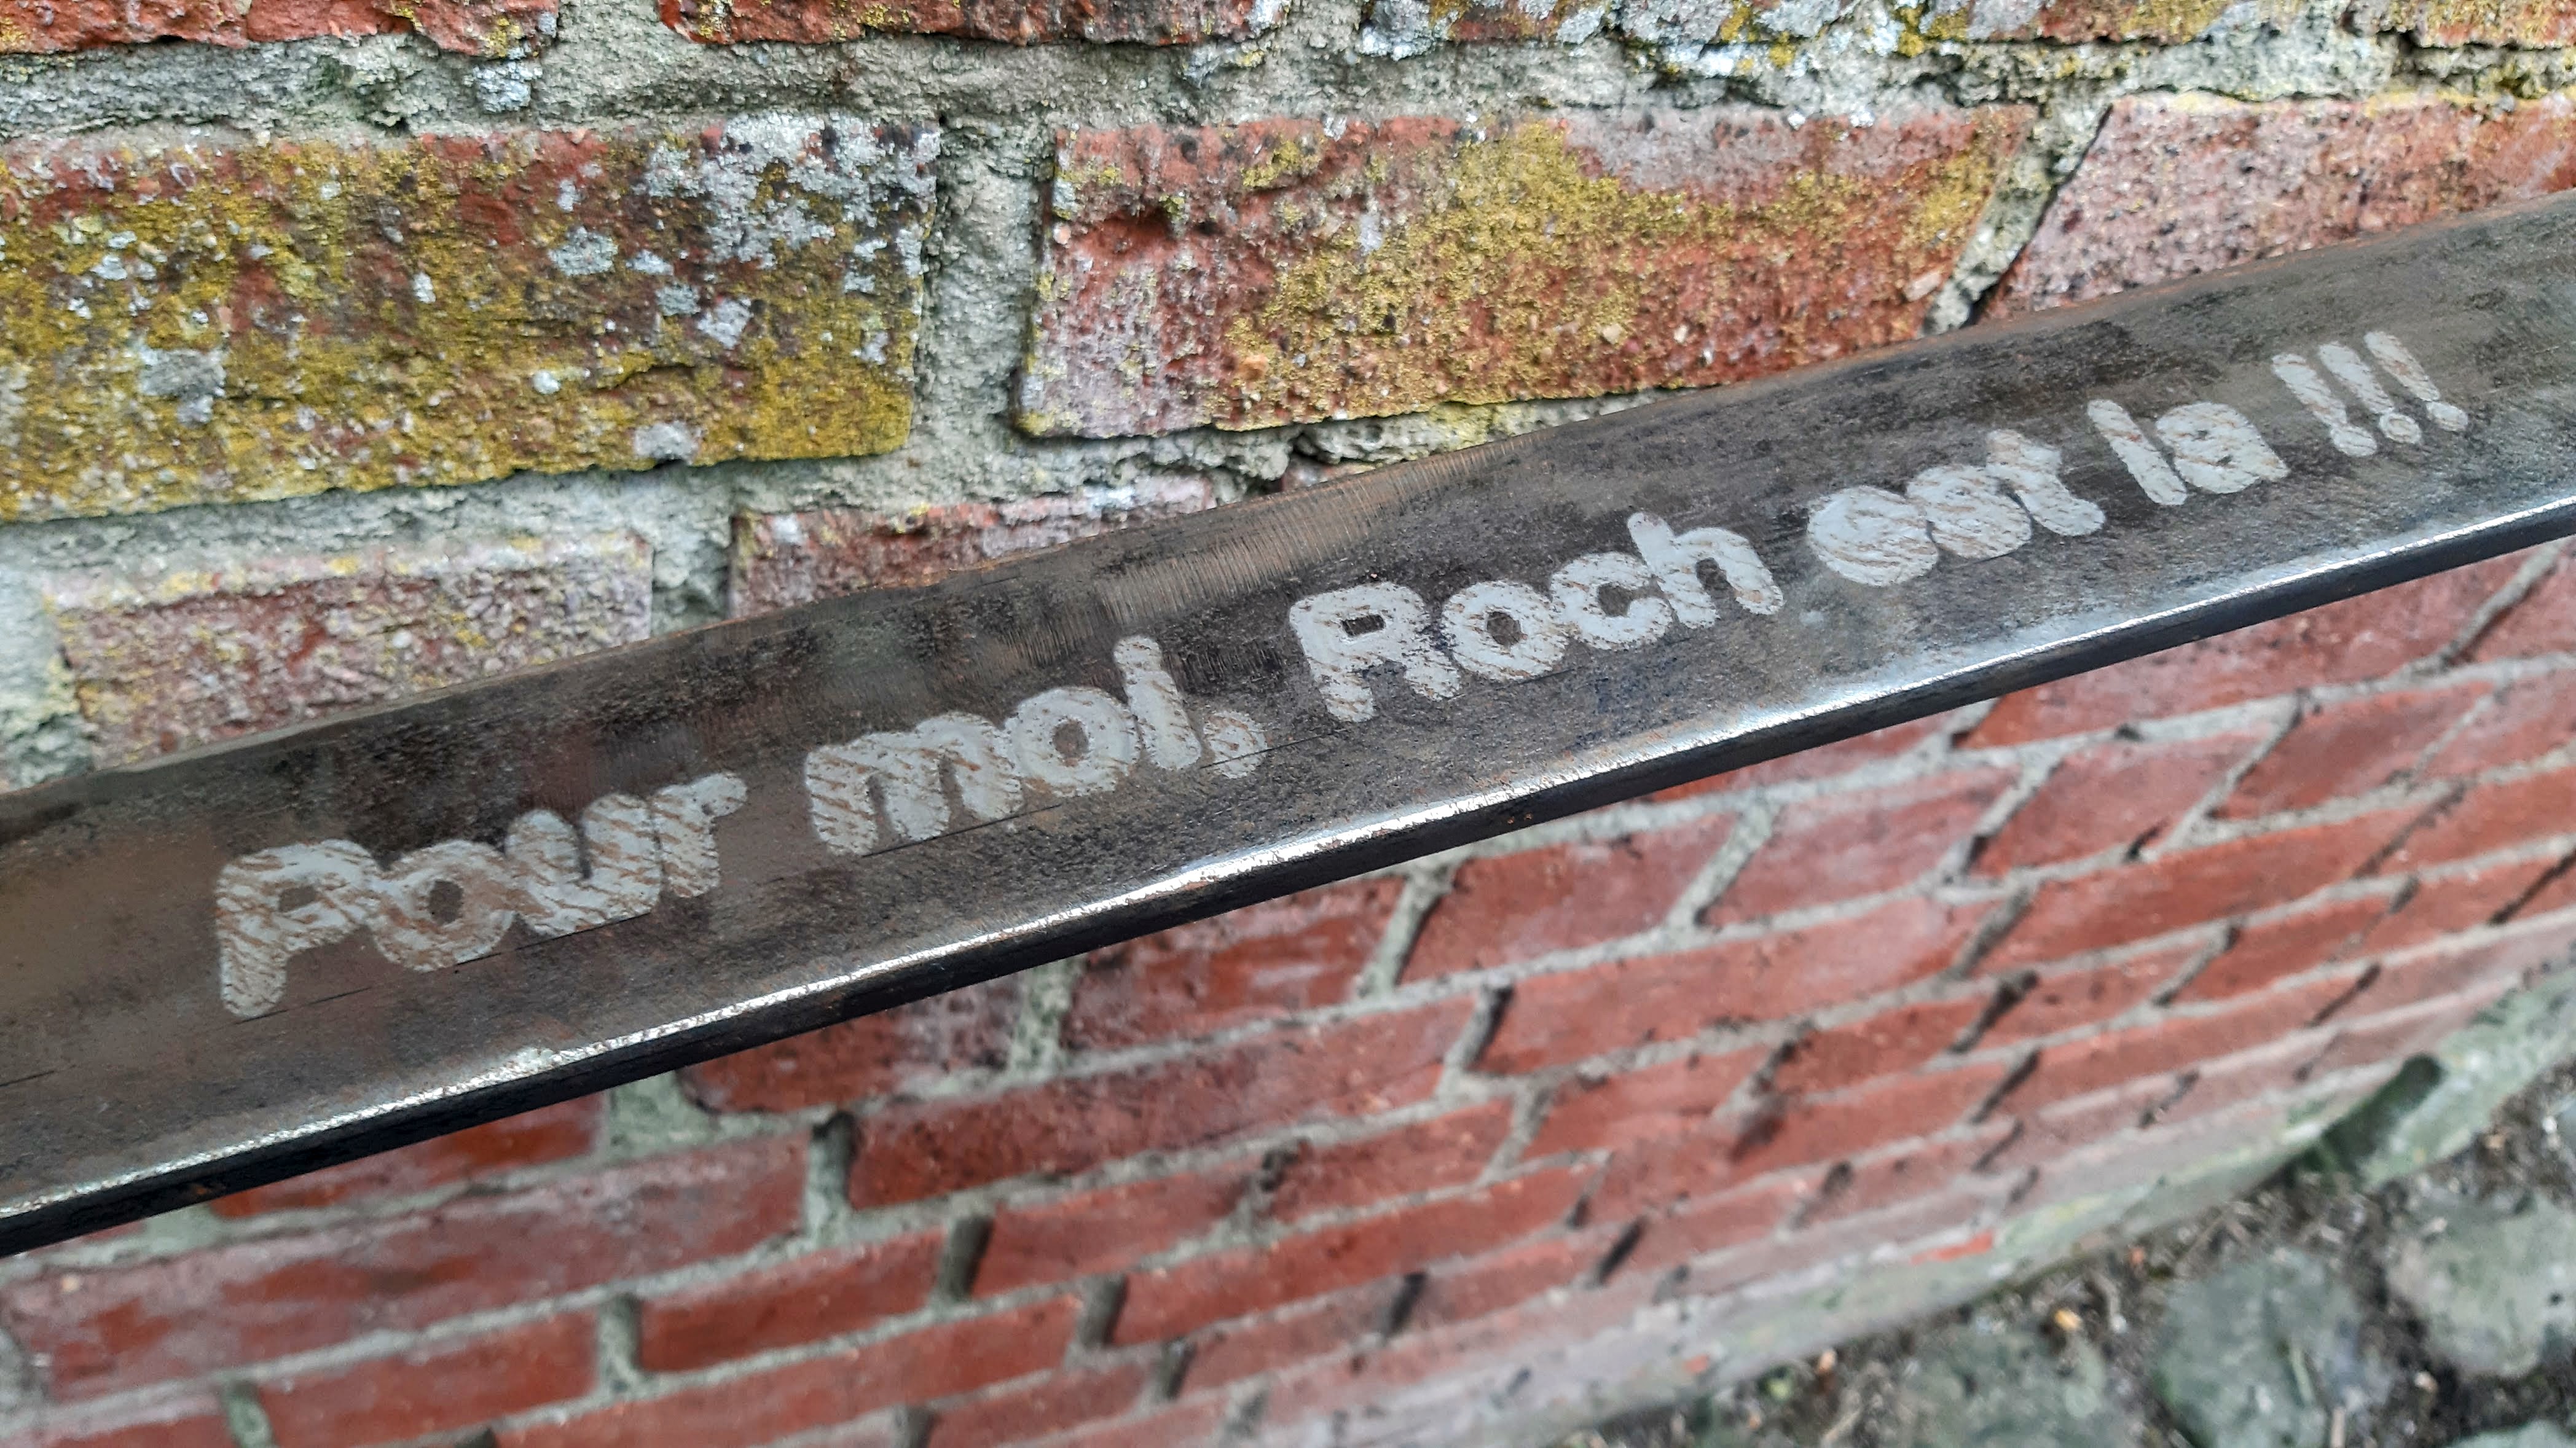 Pour moi, Roch est la !!!